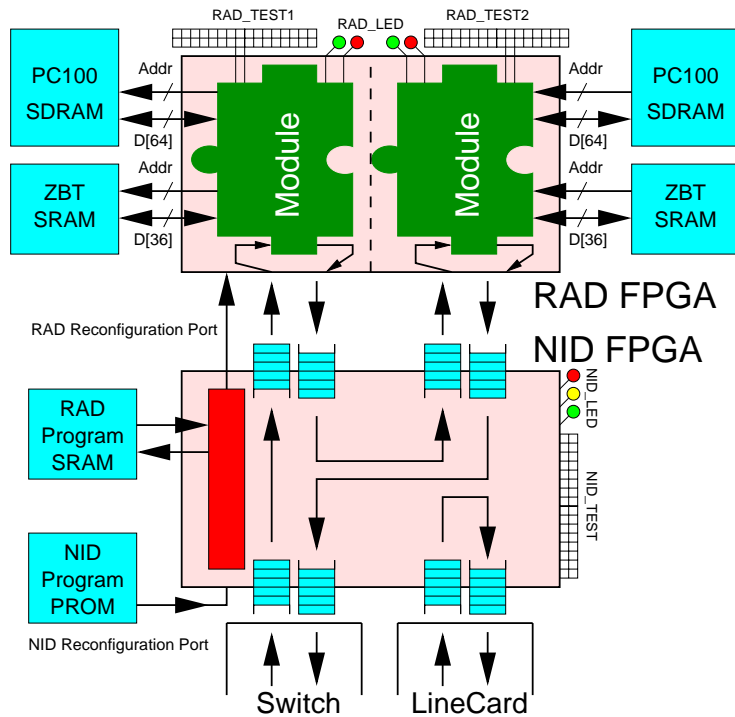 RAD_TEST1
RAD_LED
RAD_TEST2
PC100
SDRAM
Addr
D[64]
ZBT
SRAM
Addr
D[36]
Module
Module
Addr
D[64]
PC100
SDRAM
Addr
D[36]
ZBT
SRAM
RAD FPGA
NID FPGA
RAD Reconfiguration Port
RAD
Program
SRAM
NID
Program
PROM
NID Reconfiguration Port
NID_LED
NID_TEST
Switch
LineCard